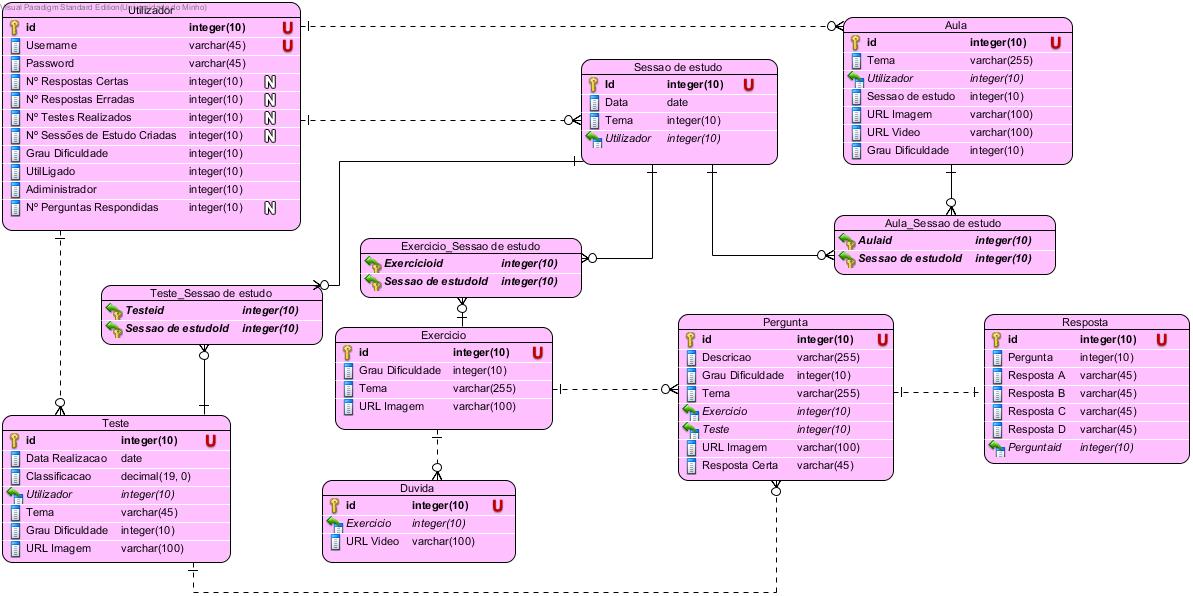 Visual Paradigm Standard Edition(Universidade do Minho)
Utilizador
id integer(10) U
Username varchar(45) U
Password varchar(45)
Nº Respostas Certas integer(10) N
Nº Respostas Erradas integer(10) N
Nº Testes Realizados integer(10) N
Nº Sessões de Estudo Criadas integer(10) N
Grau Dificuldade integer(10)
UtilLigado integer(10)
Adiministrador integer(10)
Nº Perguntas Respondidas integer(10) N
Sessao de estudo
Id integer(10) U
Data date
Tema integer(10)
Utilizador integer(10)
Aula
id integer(10) U
Tema varchar(255)
Utilizador integer(10)
Sessao de estudo integer(10)
URL Imagem varchar(100)
URL Video varchar(100)
Grau Dificuldade integer(10)
Aula_Sessao de estudo
Aulaid integer(10)
Sessao de estudoId integer(10)
Exercicio_Sessao de estudo
Exercicioid integer(10)
Sessao de estudoId integer(10)
Teste_Sessao de estudo
Testeid integer(10)
Sessao de estudoId integer(10)
Exercicio
id integer(10) U
Grau Dificuldade integer(10)
Tema varchar(255)
URL Imagem varchar(100)
Pergunta
id integer(10) U
Descricao varchar(255)
Grau Dificuldade integer(10)
Tema varchar(255)
Exercicio integer(10)
Teste integer(10)
URL Imagem varchar(100)
Resposta Certa varchar(45)
Resposta
id integer(10) U
Pergunta integer(10)
Resposta A varchar(45)
Resposta B varchar(45)
Resposta C varchar(45)
Resposta D varchar(45)
Perguntaid integer(10)
Teste
id integer(10) U
Data Realizacao date
Classificacao decimal(19, 0)
Utilizador integer(10)
Tema varchar(45)
Grau Dificuldade integer(10)
URL Imagem varchar(100)
Duvida
id integer(10) U
Exercicio integer(10)
URL Video varchar(100)